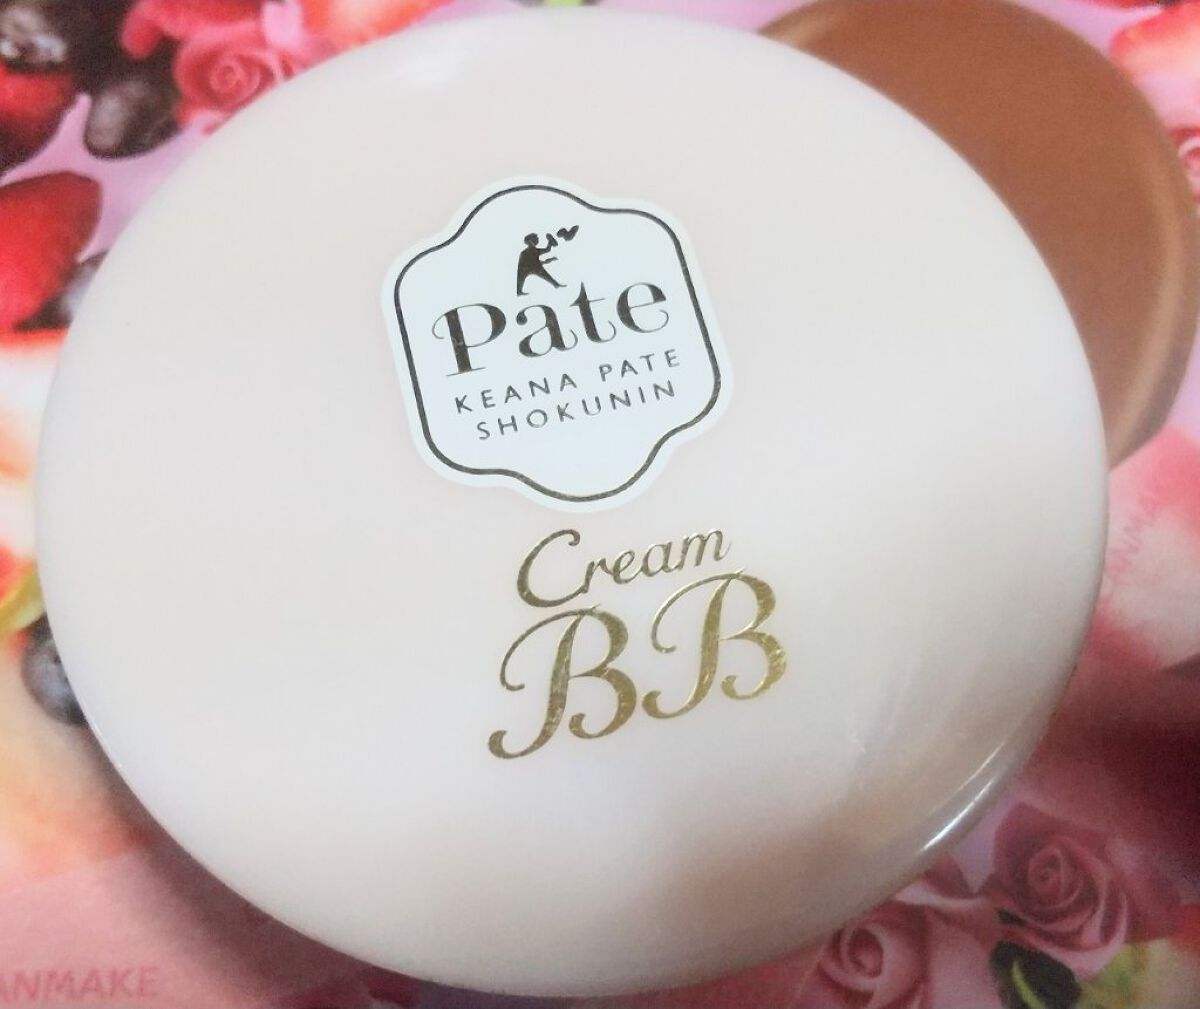 Pate
KEANA PATE
SHOKUNIN
Cream
BB
ANMAKE